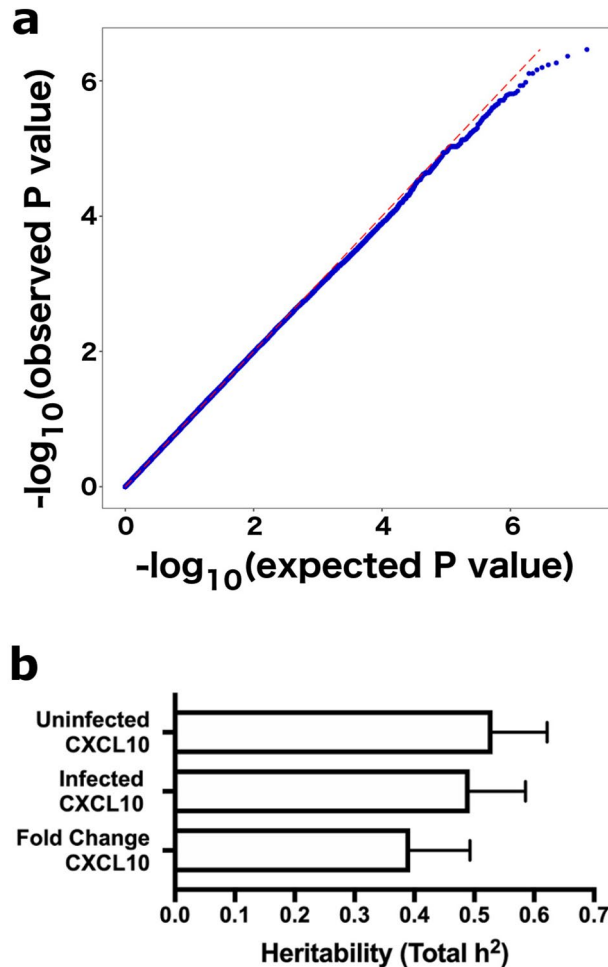 a
-log10(observed P value)
6
4
2
0
0 2 4 6
-log10(expected P value)
b
Uninfected
CXCL10
Infected
CXCL10
Fold Change
CXCL10
0.0 0.1 0.2 0.3 0.4 0.5 0.6 0.7
Heritability (Total h²)